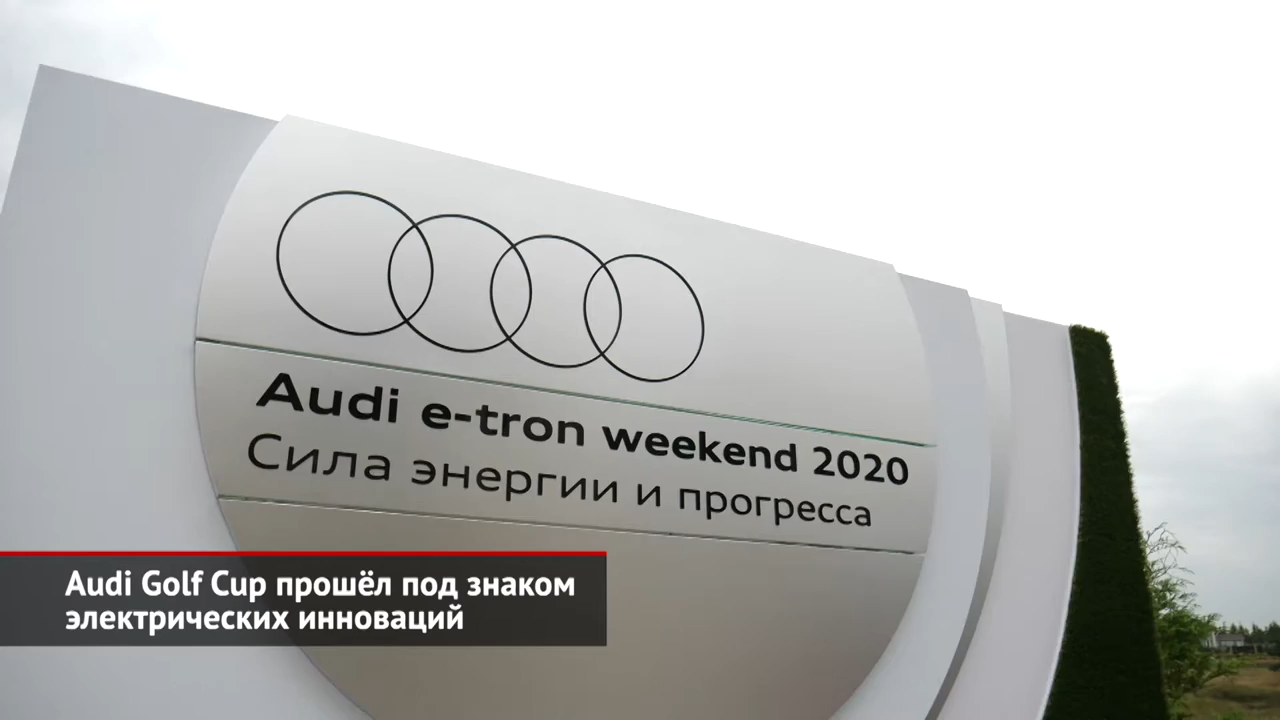 Audi e-tron weekend 2020
Сила энергии и прогресса
Audi Golf Cup прошёл под знаком
электрических инноваций